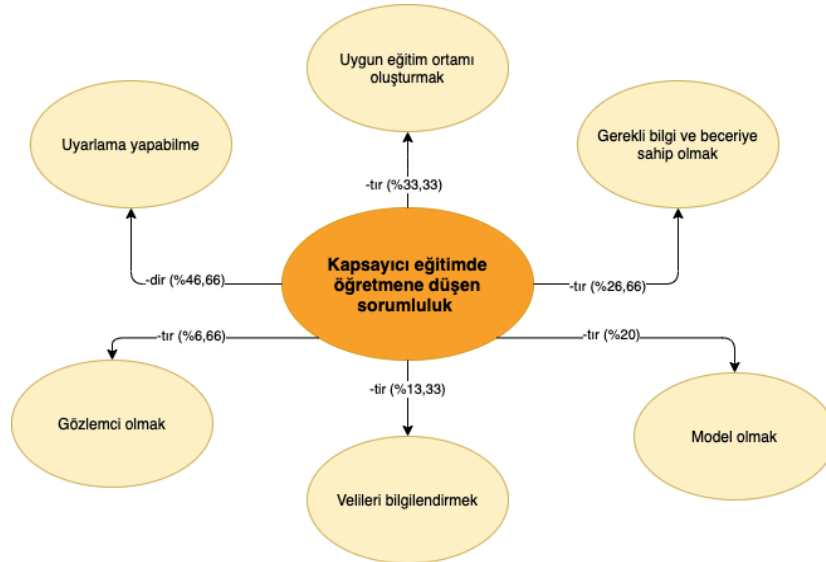 Uygun eğitim ortamı
oluşturmak
Uyarlama yapabilme
Gerekli bilgi ve beceriye
sahip olmak
-tır (%33,33)
Kapsayıcı eğitimde
öğretmene düşen
sorumluluk
-dir (%46,66)
-tır (%26,66)
-tır (%6,66)
-tır (%20)
-tir (%13,33)
Gözlemci olmak
Model olmak
Velileri bilgilendirmek